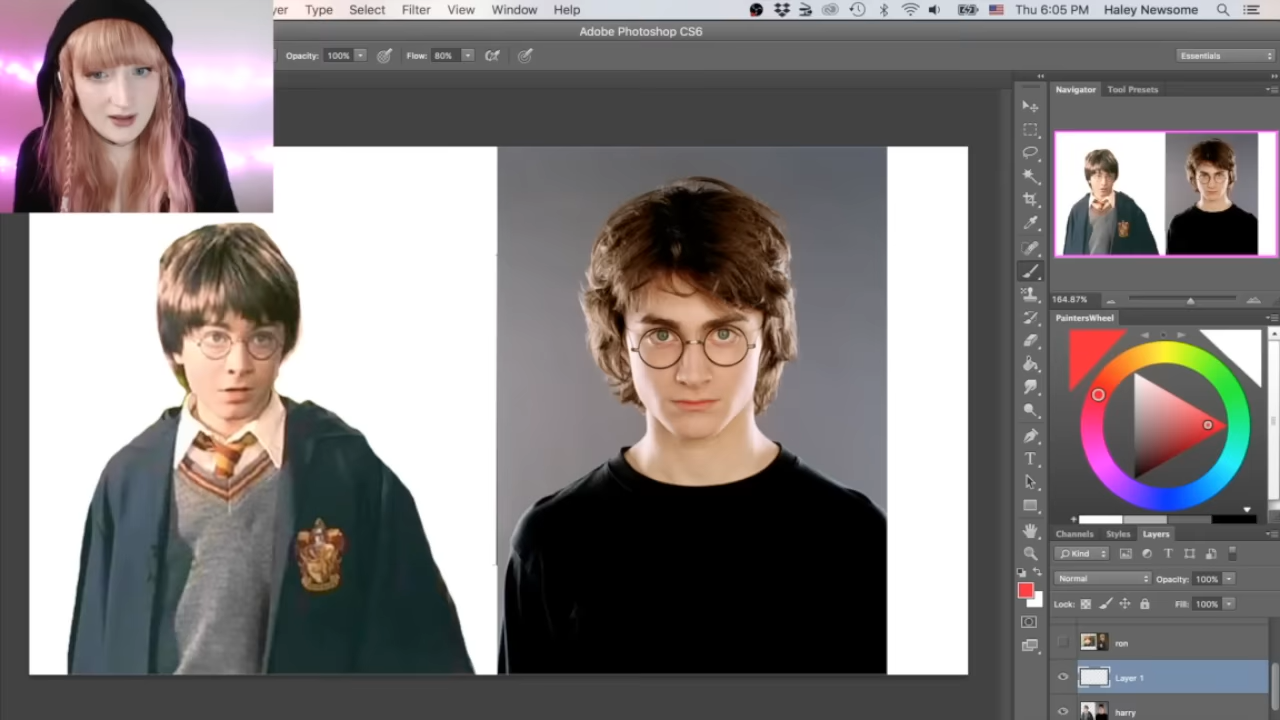 Type Select Filter View Window Help Thu 6:05 PM Haley Newsome
Adobe Photoshop CS6
Opacity: 100% Flow: 80% Essentials
Navigator Tool Presets
164.87%
PaintersWheel
Channels Styles Layers
Kind
Normal Opacity: 100%
Lock: Fill: 100%
ron
Layer 1
harry